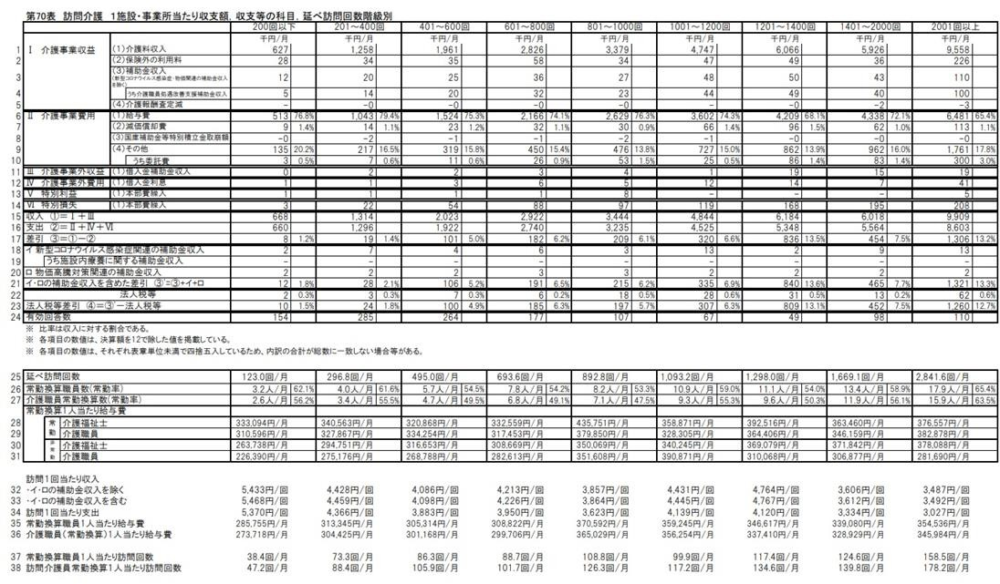 第70表 訪問介護 1施設・事業所当たり収支額, 収支等の科目, 延べ訪問回数階級別
200回以下 201~400回 401~600回 601~800回 801~1000回 1001~1200回 1201~1400回 1401~2000回 2001回以上
千円/月 千円/月 千円/月 千円/月 千円/月 千円/月 千円/月 千円/月 千円/月
1 Ⅰ 介護事業収益 (1)介護料収入 627 1,258 1,961 2,826 3,379 4,747 6,066 5,926 9,558
2 (2)保険外の利用料 28 34 35 58 34 47 49 36 226
3 (3)補助金収入 (新型コロナウイルス感染症・物価関連の補助金収入を除く) 12 20 25 36 27 48 50 43 110
4 うち介護職員処遇改善支援補助金収入 5 14 20 32 23 44 49 40 100
5 (4)介護報酬査定減 - -0 -0 -0 -0 -0 -0 -2 -3
6 Ⅱ 介護事業費用 (1)給与費 513 76.8% 1,043 79.4% 1,524 75.3% 2,166 74.1% 2,629 76.3% 3,602 74.3% 4,209 68.1% 4,338 72.1% 6,481 65.4%
7 (2)減価償却費 9 1.4% 14 1.1% 23 1.2% 32 1.1% 30 0.9% 66 1.4% 96 1.5% 62 1.0% 113 1.1%
8 (3)国庫補助金等特別積立金取崩額 -0 -2 -1 -1 -2 -1 -0 -0 -0
9 (4)その他 135 20.2% 217 16.5% 319 15.8% 450 15.4% 476 13.8% 727 15.0% 862 13.9% 962 16.0% 1,761 17.8%
10 うち委託費 3 0.5% 7 0.6% 11 0.6% 26 0.9% 53 1.5% 25 0.5% 86 1.4% 83 1.4% 300 3.0%
11 Ⅲ 介護事業外収益 (1)借入金補助金収入 0 2 2 3 4 1 19 15 19
12 Ⅳ 介護事業外費用 (1)借入金利息 1 1 3 6 5 12 14 7 41
13 Ⅴ 特別利益 (1)本部費繰入 1 1 1 1 8 - - - 5
14 Ⅵ 特別損失 (1)本部費繰入 3 22 54 88 97 119 168 195 208
15 収入 ①=Ⅰ+Ⅲ 668 1,314 2,023 2,922 3,444 4,844 6,184 6,018 9,909
16 支出 ②=Ⅱ+Ⅳ+Ⅵ 660 1,296 1,922 2,740 3,235 4,525 5,348 5,564 8,603
17 差引 ③=①-② 8 1.2% 19 1.4% 101 5.0% 182 6.2% 209 6.1% 320 6.6% 836 13.5% 454 7.5% 1,306 13.2%
18 イ 新型コロナウイルス感染症関連の補助金収入 2 7 4 6 3 13 2 9 13
19 うち施設内療養に関する補助金収入 - - - - - - - - -
20 ロ 物価高騰対策関連の補助金収入 2 2 2 3 3 2 2 2 2
21 イ・ロの補助金収入を含めた差引 ③'=③+イ+ロ 12 1.8% 28 2.1% 106 5.2% 191 6.5% 215 6.2% 335 6.9% 840 13.6% 465 7.7% 1,321 13.3%
22 法人税等 2 0.3% 3 0.3% 7 0.3% 6 0.2% 18 0.5% 28 0.6% 31 0.5% 13 0.2% 62 0.6%
23 法人税等差引 ④=③'-法人税等 10 1.5% 24 1.8% 100 4.9% 185 6.3% 197 5.7% 307 6.3% 809 13.1% 452 7.5% 1,260 12.7%
24 有効回答数 154 285 264 177 107 67 49 98 110
※ 比率は収入に対する割合である。
※ 各項目の数値は、決算額を12で除した値を掲載している。
※ 各項目の数値は、それぞれ表章単位未満で四捨五入しているため、内訳の合計が総数に一致しない場合等がある。
25 延べ訪問回数 123.0回/月 296.8回/月 495.0回/月 693.6回/月 892.8回/月 1,093.2回/月 1,298.0回/月 1,669.1回/月 2,841.6回/月
26 常勤換算職員数(常勤率) 3.2人/月 62.1% 4.0人/月 61.6% 5.7人/月 54.5% 7.8人/月 54.2% 8.2人/月 53.3% 10.9人/月 59.0% 11.1人/月 54.0% 13.4人/月 58.9% 17.9人/月 65.4%
27 介護職員常勤換算数(常勤率) 2.6人/月 56.2% 3.4人/月 55.5% 4.7人/月 49.5% 6.8人/月 49.1% 7.1人/月 47.5% 9.3人/月 55.3% 9.6人/月 50.3% 11.9人/月 56.1% 15.9人/月 63.5%
常勤換算1人当たり給与費
28 常勤 介護福祉士 333,094円/月 340,563円/月 320,868円/月 332,559円/月 435,751円/月 358,871円/月 392,516円/月 363,460円/月 376,557円/月
29 介護職員 310,596円/月 327,867円/月 334,254円/月 317,453円/月 379,850円/月 328,305円/月 364,406円/月 346,159円/月 382,878円/月
30 非常勤 介護福祉士 263,738円/月 294,751円/月 316,653円/月 308,669円/月 350,069円/月 340,245円/月 369,079円/月 371,842円/月 378,088円/月
31 介護職員 226,390円/月 275,176円/月 268,788円/月 282,613円/月 351,608円/月 390,871円/月 310,068円/月 306,877円/月 281,690円/月
訪問1回当たり収入
32 ・イ・ロの補助金収入を除く 5,433円/回 4,428円/回 4,086円/回 4,213円/回 3,857円/回 4,431円/回 4,764円/回 3,606円/回 3,487円/回
33 ・イ・ロの補助金収入を含む 5,468円/回 4,459円/回 4,098円/回 4,226円/回 3,864円/回 4,445円/回 4,767円/回 3,612円/回 3,492円/回
34 訪問1回当たり支出 5,370円/回 4,366円/回 3,883円/回 3,950円/回 3,623円/回 4,139円/回 4,120円/回 3,334円/回 3,027円/回
35 常勤換算職員1人当たり給与費 285,755円/月 313,345円/月 305,314円/月 308,822円/月 370,592円/月 359,245円/月 346,617円/月 339,080円/月 354,536円/月
36 介護職員(常勤換算)1人当たり給与費 273,718円/月 304,425円/月 301,168円/月 299,706円/月 365,029円/月 356,254円/月 337,410円/月 328,929円/月 345,984円/月
37 常勤換算職員1人当たり訪問回数 38.4回/月 73.3回/月 86.3回/月 88.7回/月 108.8回/月 99.9回/月 117.4回/月 124.6回/月 158.5回/月
38 訪問介護員常勤換算1人当たり訪問回数 47.2回/月 88.4回/月 105.9回/月 101.7回/月 126.3回/月 117.2回/月 134.6回/月 139.8回/月 178.2回/月